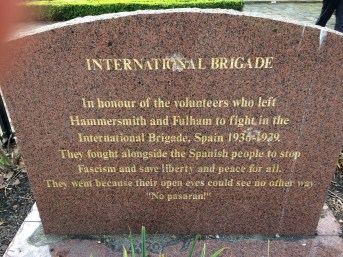 INTERNATIONAL BRIGADE
In honour of the volunteers who left
Hammersmith and Fulham to fight in the
International Brigade, Spain 1936-1939.
They fought alongside the Spanish people to stop
Fascism and save liberty and peace for all.
They went because their open eyes could see no other way
"No pasaran!"